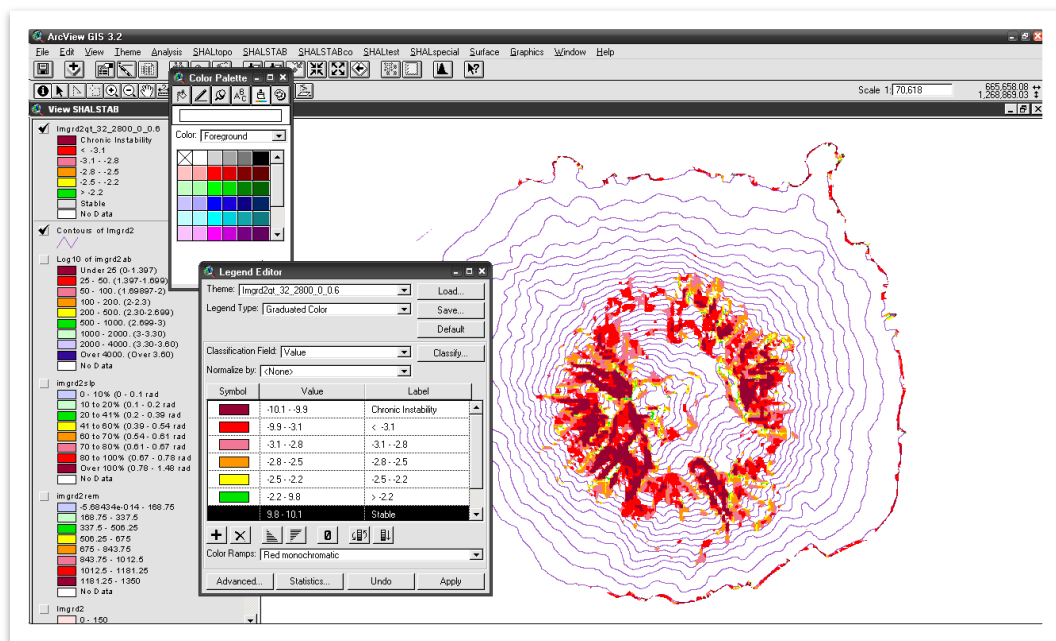 ArcView GIS 3.2
File Edit View Theme Analysis SHALtopo SHALSTAB SHALSTABco SHALtest SHALspecial Surface Graphics Window Help
Scale 1: 70,618
665,658.08
1,268,869.03
View SHALSTAB
lmgrd2qt_32_2800_0_0.6
Chronic Instability
< -3.1
-3.1 - -2.8
-2.8 - -2.5
-2.5 - -2.2
> -2.2
Stable
No Data
Contours of lmgrd2
Log10 of imgrd2ab
Under 25 (0-1.397)
25 - 50. (1.397-1.699)
50 - 100. (1.69897-2)
100 - 200. (2-2.3)
200 - 500. (2.30-2.699)
500 - 1000. (2.699-3)
1000 - 2000. (3-3.30)
2000 - 4000. (3.30-3.60)
Over 4000. (Over 3.60)
No Data
imgrd2slp
0 - 10% (0 - 0.1 rad
10 to 20% (0.1 - 0.2 rad
20 to 41% (0.2 - 0.39 rad
41 to 60% (0.39 - 0.54 rad
60 to 70% (0.54 - 0.61 rad
70 to 80% (0.61 - 0.67 rad
80 to 100% (0.67 - 0.78 rad
Over 100% (0.78 - 1.48 rad
No Data
imgrd2rem
-5.68434e-014 - 168.75
168.75 - 337.5
337.5 - 506.25
506.25 - 675
675 - 843.75
843.75 - 1012.5
1012.5 - 1181.25
1181.25 - 1350
No Data
lmgrd2
0 - 150
Color Palette
Color: Foreground
Legend Editor
Theme: lmgrd2qt_32_2800_0_0.6 Load...
Legend Type: Graduated Color Save...
Default
Classification Field: Value Classify...
Normalize by: <None>
Symbol Value Label
-10.1 - -9.9 Chronic Instability
-9.9 - -3.1 < -3.1
-3.1 - -2.8 -3.1 - -2.8
-2.8 - -2.5 -2.8 - -2.5
-2.5 - -2.2 -2.5 - -2.2
-2.2 - 9.8 > -2.2
9.8 - 10.1 Stable
Color Ramps: Red monochromatic
Advanced... Statistics... Undo Apply